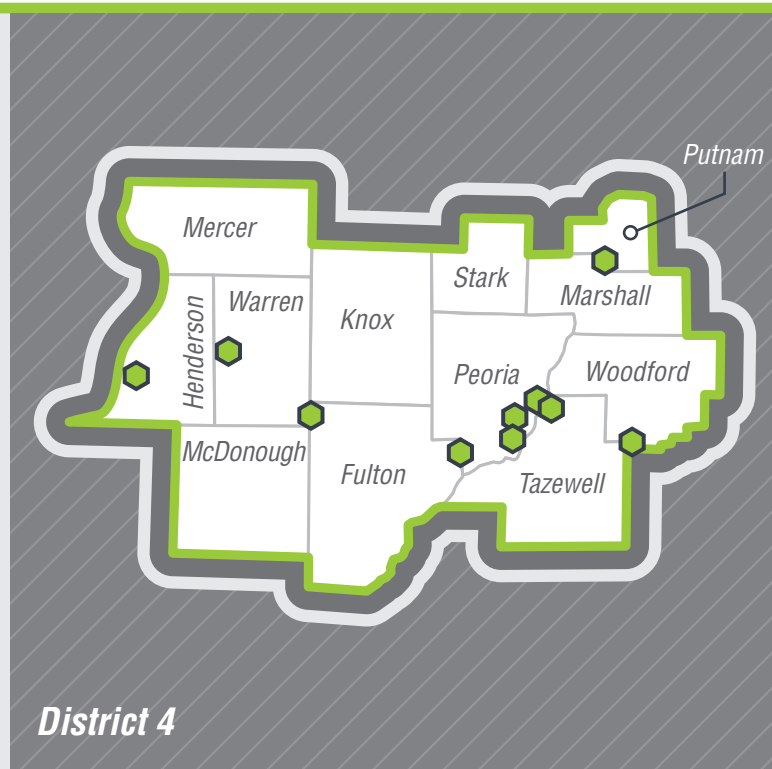 Putnam
Mercer
Stark
Marshall
Henderson
Warren
Knox
Peoria
Woodford
McDonough
Fulton
Tazewell
District 4